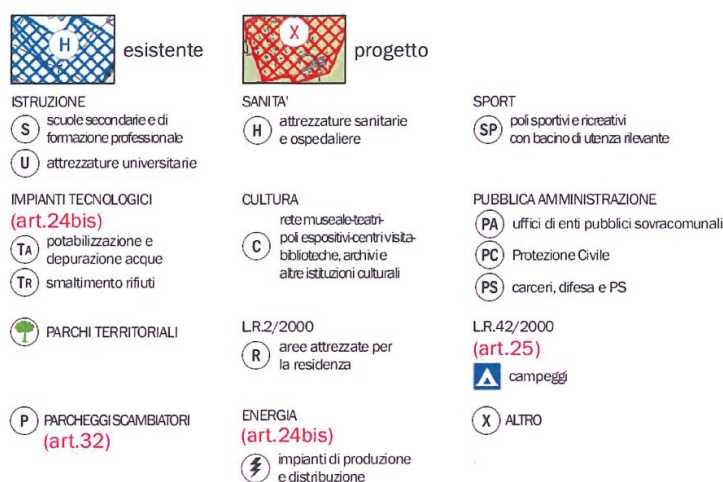 H esistente
X progetto
ISTRUZIONE
S scuole secondarie e di
formazione professionale
U attrezzature universitarie
SANITA'
H attrezzature sanitarie
e ospedaliere
SPORT
SP poli sportivi e ricreativi
con bacino di utenza rilevante
IMPIANTI TECNOLOGICI
(art.24bis)
TA potabilizzazione e
depurazione acque
TR smaltimento rifiuti
CULTURA
rete museale-teatri-
poli espositivi-centri visita-
C biblioteche, archivi e
altre istituzioni culturali
PUBBLICA AMMINISTRAZIONE
PA uffici di enti pubblici sovracomunali
PC Protezione Civile
PS carceri, difesa e PS
PARCHI TERRITORIALI
L.R.2/2000
R aree attrezzate per
la residenza
L.R.42/2000
(art.25)
campeggi
P PARCHEGGI SCAMBIATORI
(art.32)
ENERGIA
(art.24bis)
impianti di produzione
e distribuzione
X ALTRO